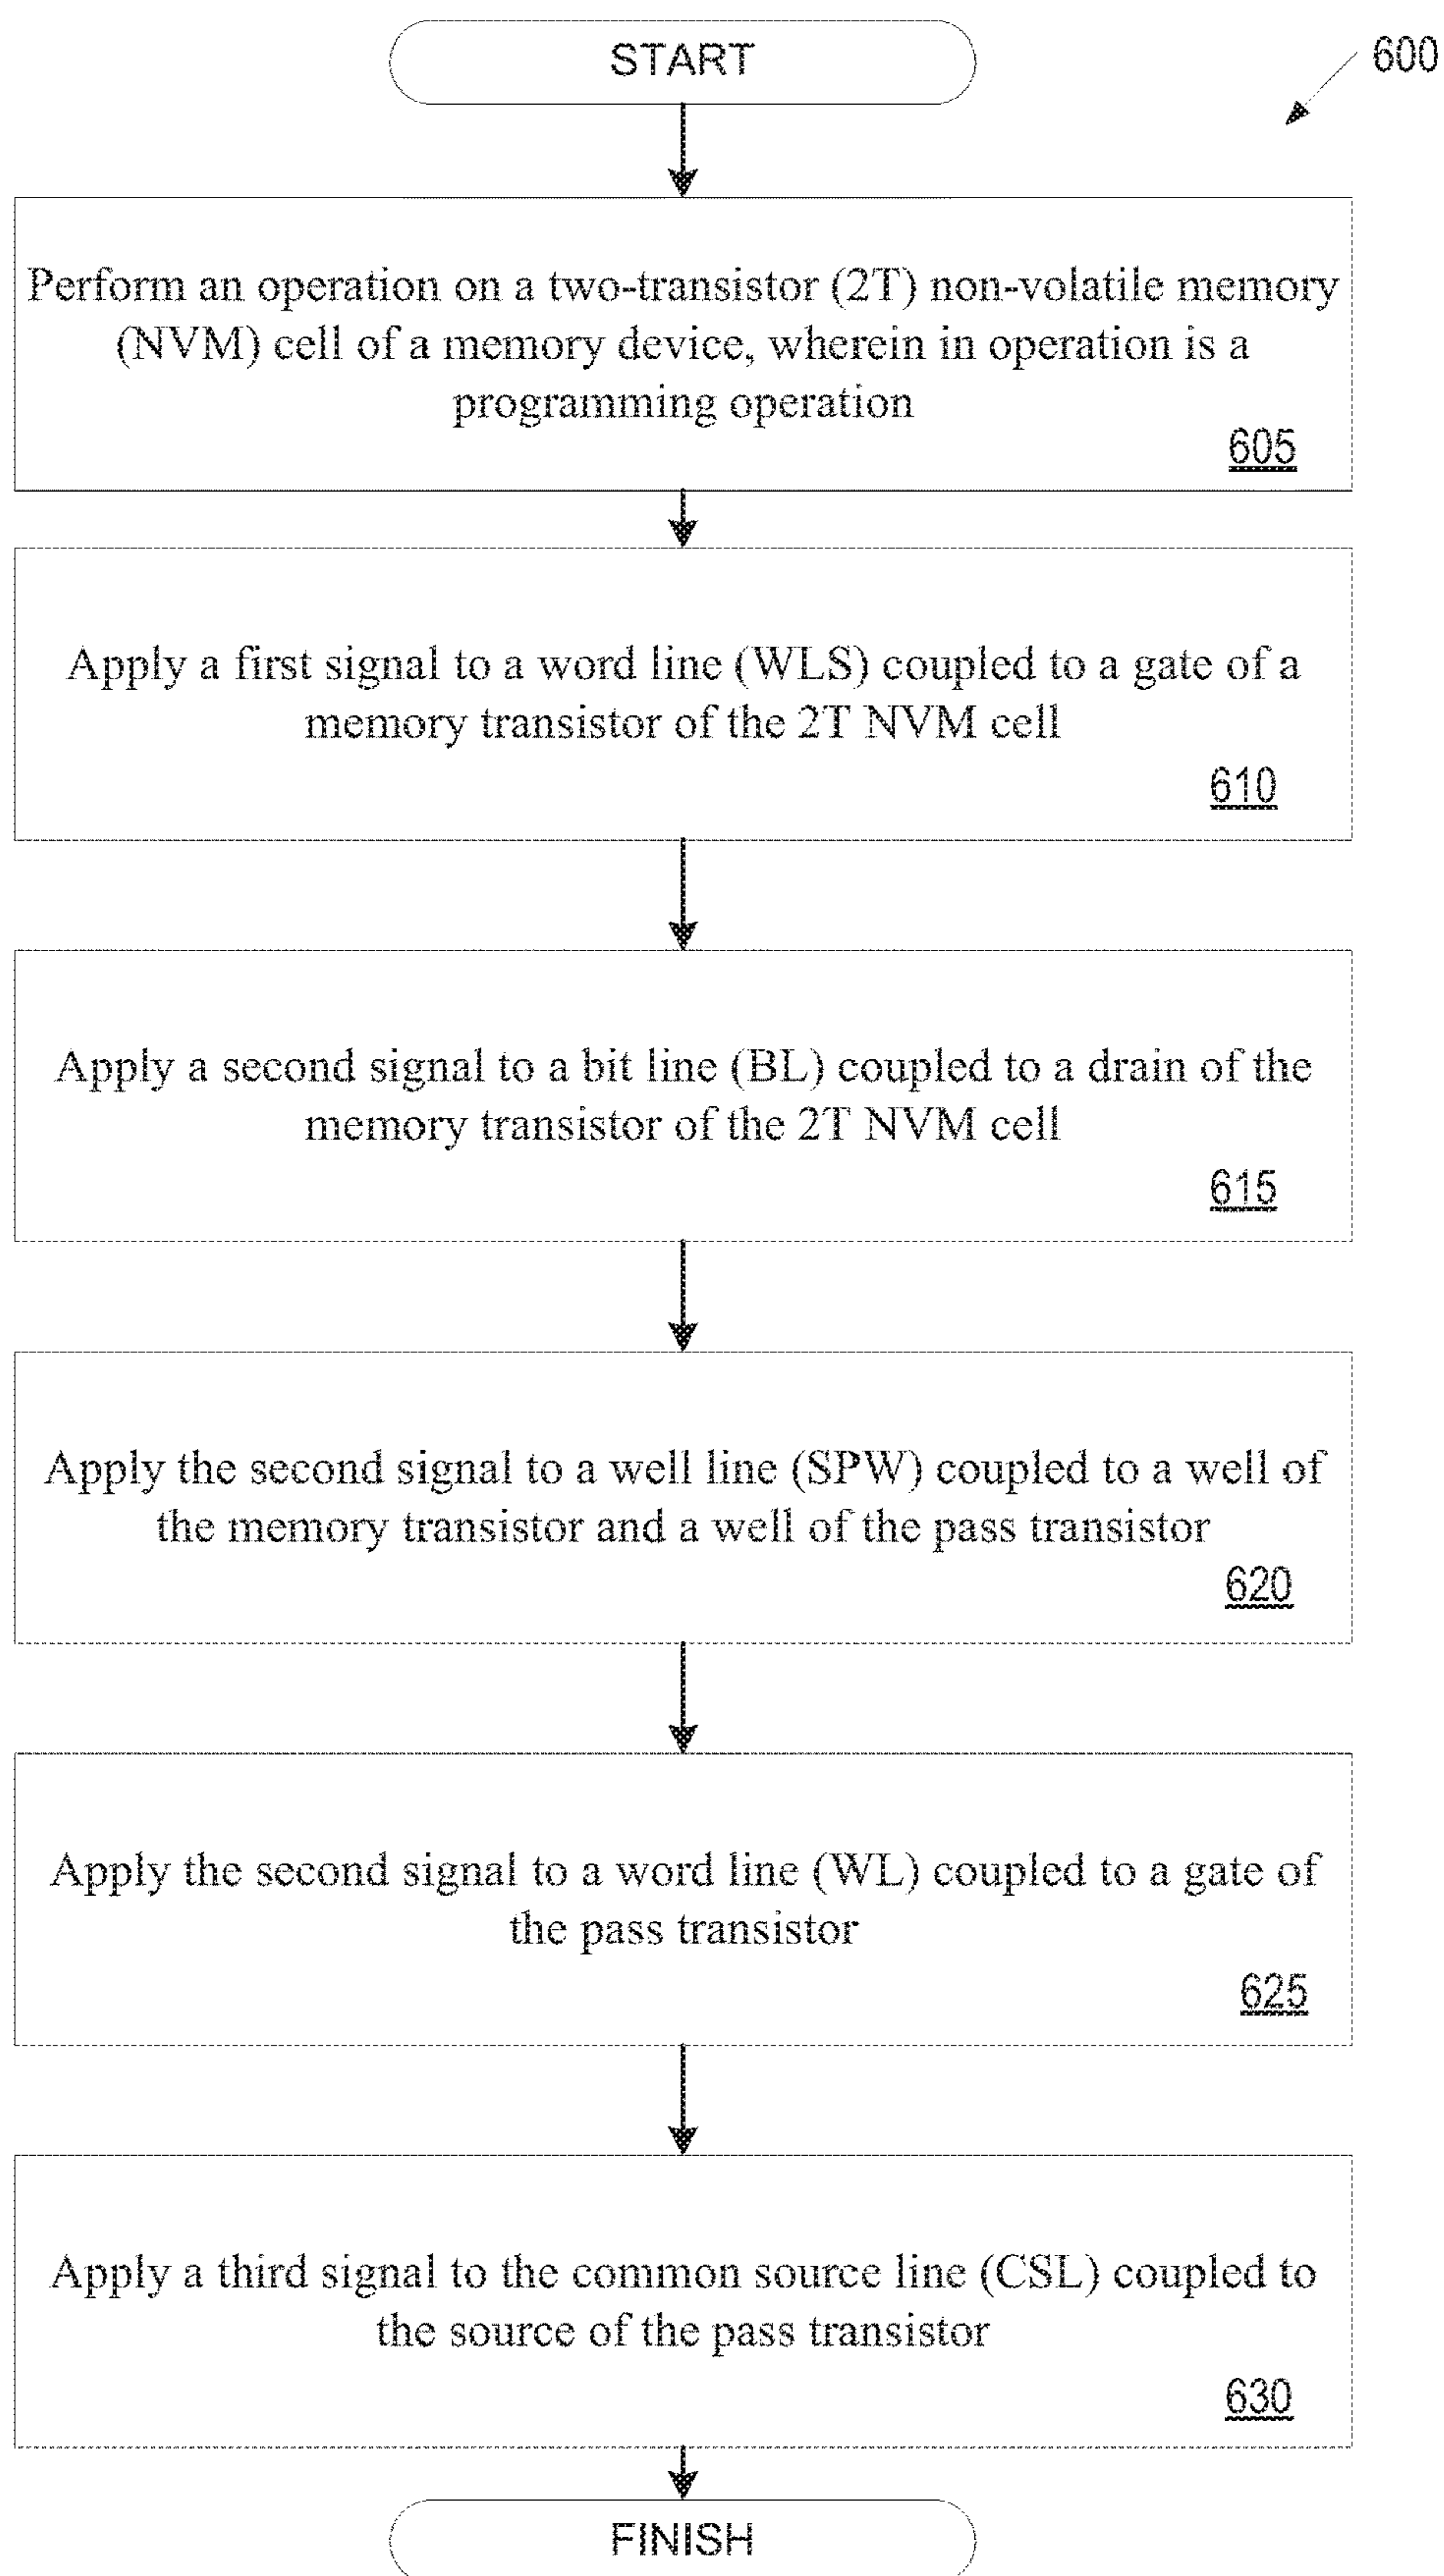 START
600
Perform an operation on a two-transistor (2T) non-volatile memory
(NVM) cell of a memory device, wherein in operation is a
programming operation
605
Apply a first signal to a word line (WLS) coupled to a gate of a
memory transistor of the 2T NVM cell
610
Apply a second signal to a bit line (BL) coupled to a drain of the
memory transistor of the 2T NVM cell
615
Apply the second signal to a well line (SPW) coupled to a well of
the memory transistor and a well of the pass transistor
620
Apply the second signal to a word line (WL) coupled to a gate of
the pass transistor
625
Apply a third signal to the common source line (CSL) coupled to
the source of the pass transistor
630
FINISH